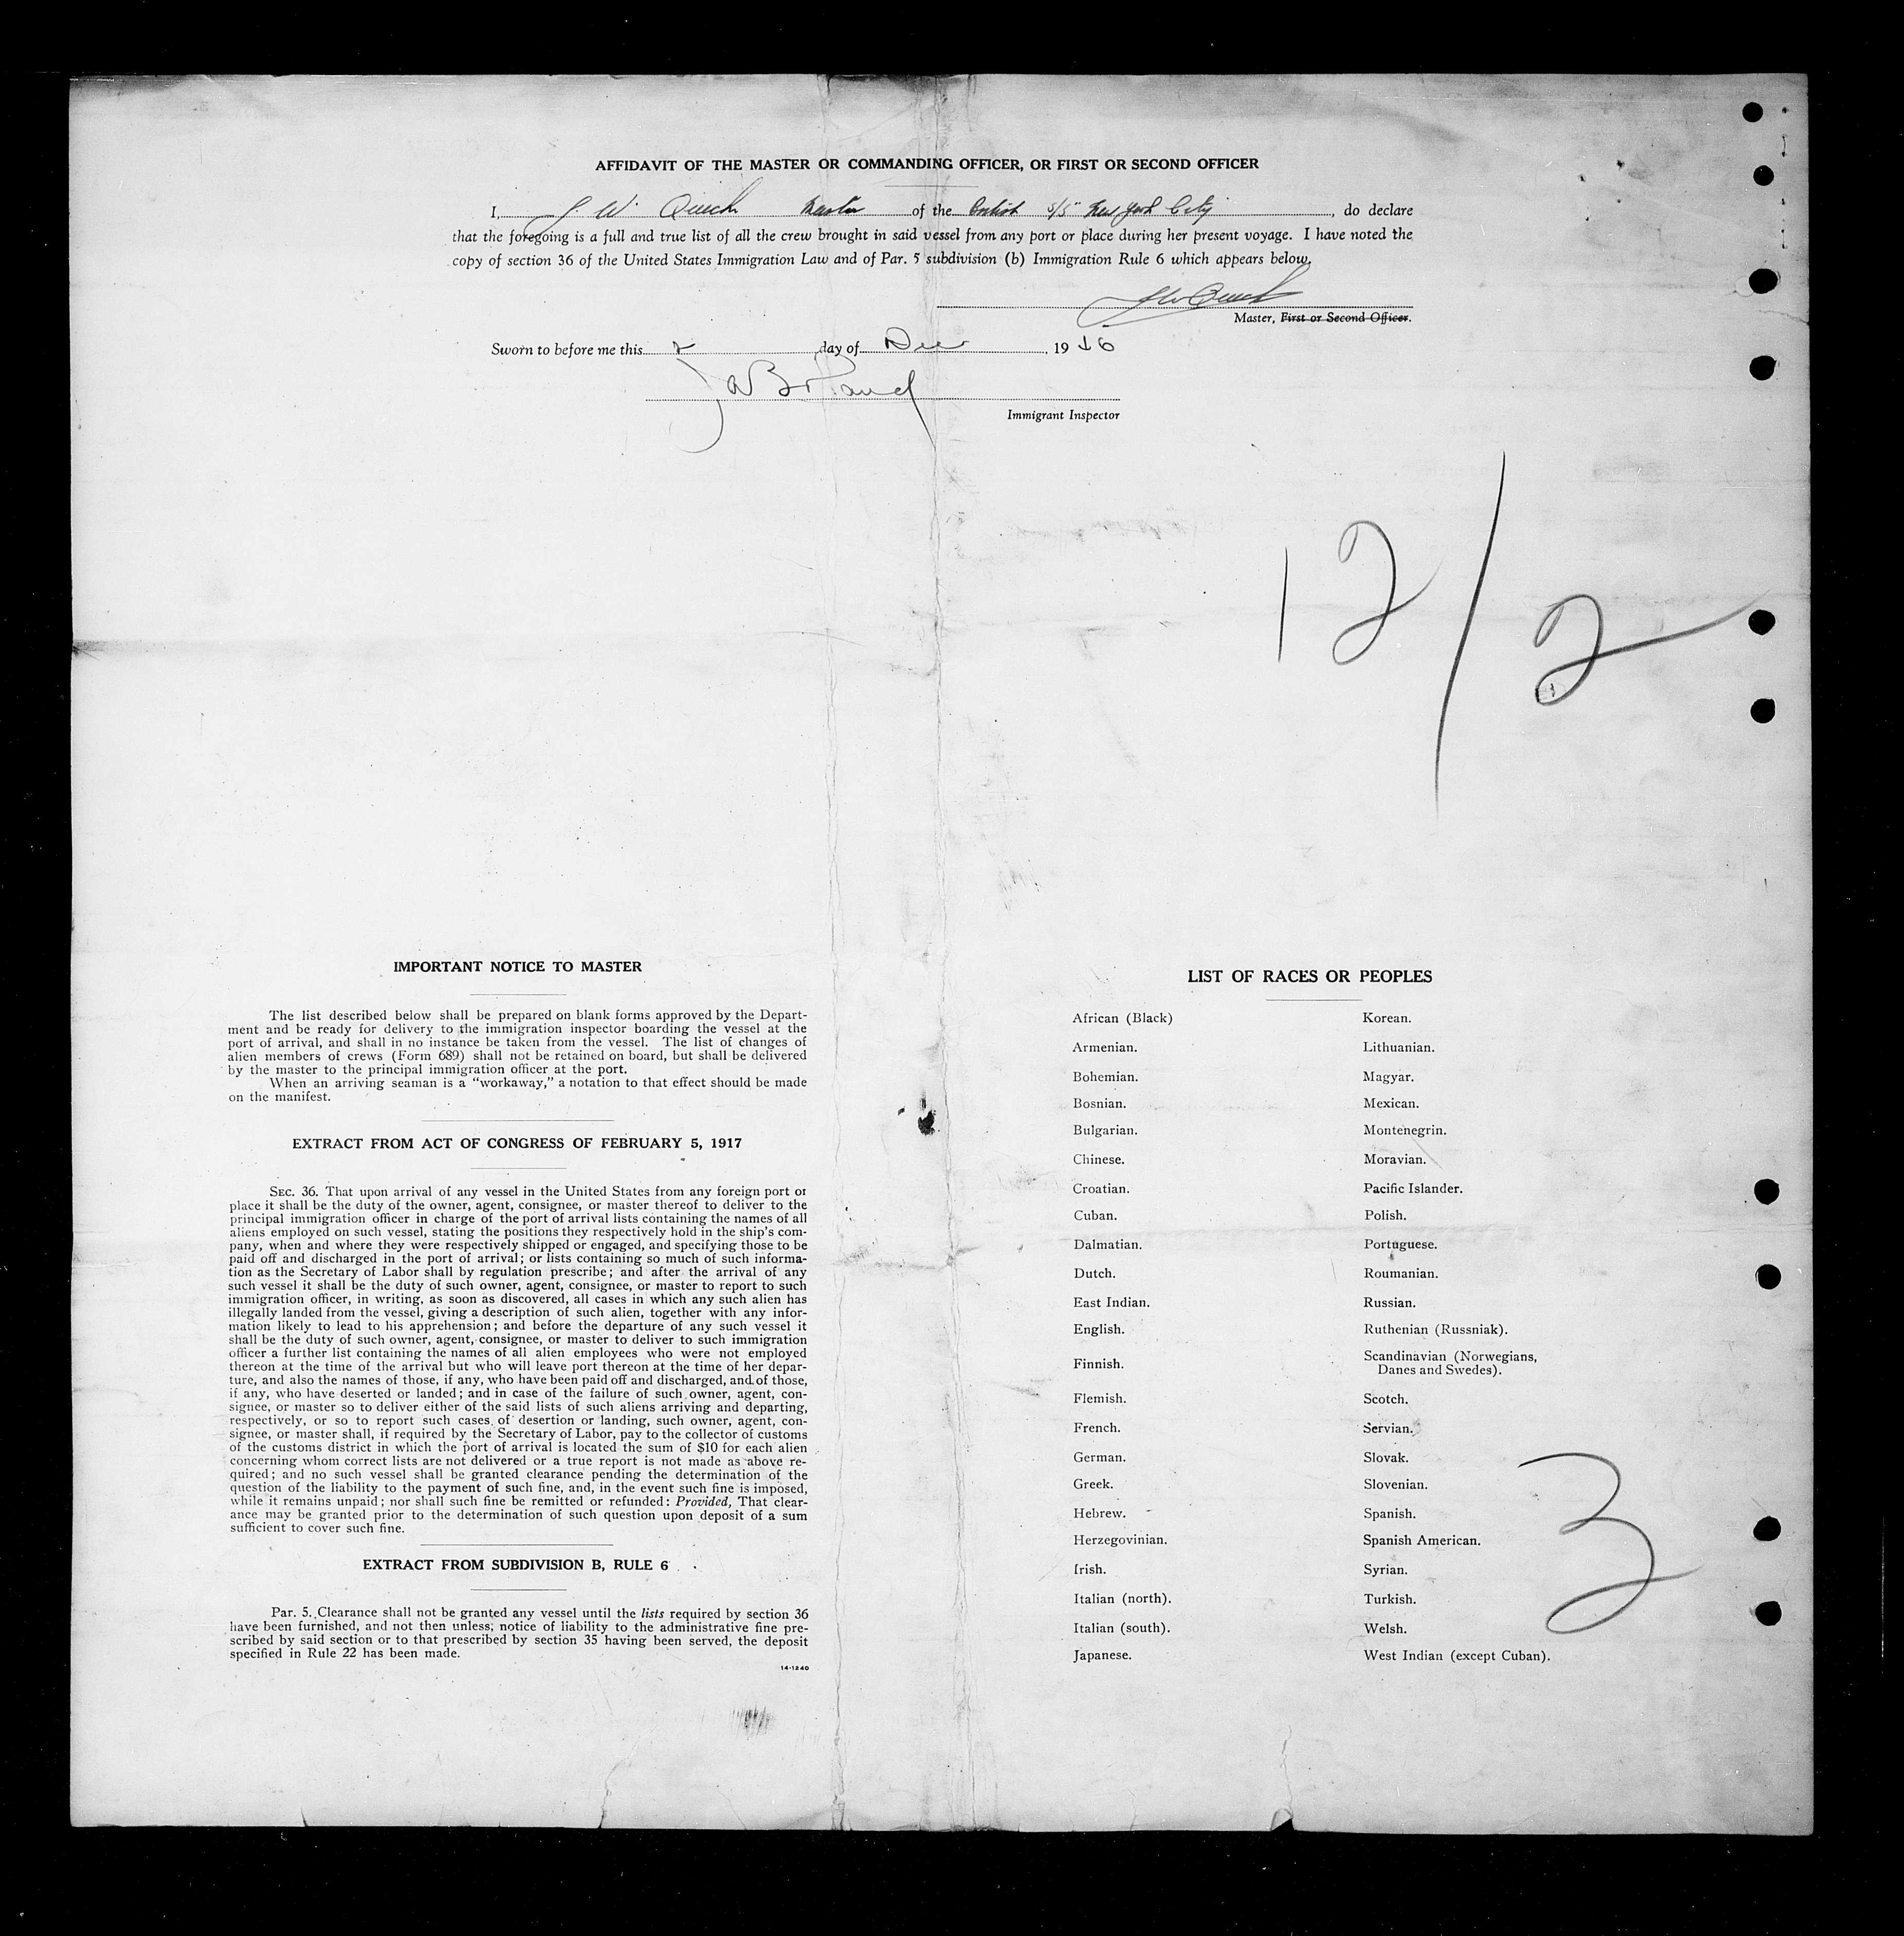 AFFIDAVIT OF THE MASTER OR COMMANDING OFFICER, OR FIRST OR SECOND OFFICER
I, J. W. Quick Master of the British S/S "New York City", do declare
that the foregoing is a full and true list of all the crew brought in said vessel from any port or place during her present voyage. I have noted the
copy of section 36 of the United States Immigration Law and of Par. 5 subdivision (b) Immigration Rule 6 which appears below.
Master, First or Second Officer.
Sworn to before me this 2 day of Dec, 19
Immigrant Inspector
12/2
IMPORTANT NOTICE TO MASTER
The list described below shall be prepared on blank forms approved by the Depart-
ment and be ready for delivery to the immigration inspector boarding the vessel at the
port of arrival, and shall in no instance be taken from the vessel. The list of changes of
alien members of crews (Form 689) shall not be retained on board, but shall be delivered
by the master to the principal immigration officer at the port.
When an arriving seaman is a "workaway," a notation to that effect should be made
on the manifest.
EXTRACT FROM ACT OF CONGRESS OF FEBRUARY 5, 1917
SEC. 36. That upon arrival of any vessel in the United States from any foreign port or
place it shall be the duty of the owner, agent, consignee, or master thereof to deliver to the
principal immigration officer in charge of the port of arrival lists containing the names of all
aliens employed on such vessel, stating the positions they respectively hold in the ship's com-
pany, when and where they were respectively shipped or engaged, and specifying those to be
paid off and discharged in the port of arrival; or lists containing so much of such informa-
tion as the Secretary of Labor shall by regulation prescribe; and after the arrival of any
such vessel it shall be the duty of such owner, agent, consignee, or master to report to such
immigration officer, in writing, as soon as discovered, all cases in which any such alien has
illegally landed from the vessel, giving a description of such alien, together with any infor-
mation likely to lead to his apprehension; and before the departure of any such vessel it
shall be the duty of such owner, agent, consignee, or master to deliver to such immigration
officer a further list containing the names of all alien employees who were not employed
thereon at the time of the arrival but who will leave port thereon at the time of her depar-
ture, and also the names of those, if any, who have been paid off and discharged, and of those,
if any, who have deserted or landed; and in case of the failure of such owner, agent, con-
signee, or master so to deliver either of the said lists of such aliens arriving and departing,
respectively, or so to report such cases of desertion or landing, such owner, agent, con-
signee, or master shall, if required by the Secretary of Labor, pay to the collector of customs
of the customs district in which the port of arrival is located the sum of $10 for each alien
concerning whom correct lists are not delivered or a true report is not made as above re-
quired; and no such vessel shall be granted clearance pending the determination of the
question of the liability to the payment of such fine, and, in the event such fine is imposed,
while it remains unpaid; nor shall such fine be remitted or refunded: Provided, That clear-
ance may be granted prior to the determination of such question upon deposit of a sum
sufficient to cover such fine.
EXTRACT FROM SUBDIVISION B, RULE 6
Par. 5. Clearance shall not be granted any vessel until the lists required by section 36
have been furnished, and not then unless, notice of liability to the administrative fine pre-
scribed by said section or to that prescribed by section 35 having been served, the deposit
specified in Rule 22 has been made.
14-1240
LIST OF RACES OR PEOPLES
African (Black)
Armenian.
Bohemian.
Bosnian.
Bulgarian.
Chinese.
Croatian.
Cuban.
Dalmatian.
Dutch.
East Indian.
English.
Finnish.
Flemish.
French.
German.
Greek.
Hebrew.
Herzegovinian.
Irish.
Italian (north).
Italian (south).
Japanese.
Korean.
Lithuanian.
Magyar.
Mexican.
Montenegrin.
Moravian.
Pacific Islander.
Polish.
Portuguese.
Roumanian.
Russian.
Ruthenian (Russniak).
Scandinavian (Norwegians,
Danes and Swedes).
Scotch.
Servian.
Slovak.
Slovenian.
Spanish.
Spanish American.
Syrian.
Turkish.
Welsh.
West Indian (except Cuban).
3